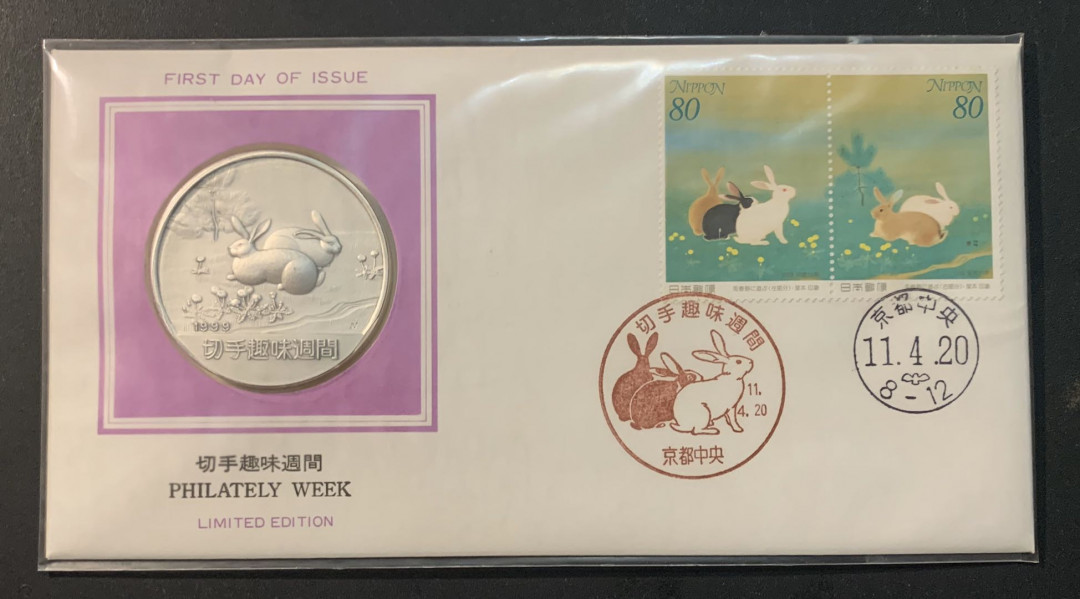 FIRST DAY OF ISSUE
1999
N
切手趣味週間
切手趣味週間
PHILATELY WEEK
LIMITED EDITION
NIPPON
80
NIPPON
80
日本郵便
日本郵便
切手趣味週間
11.
4.20
京都中央
京都中央
11.4.20
8-12